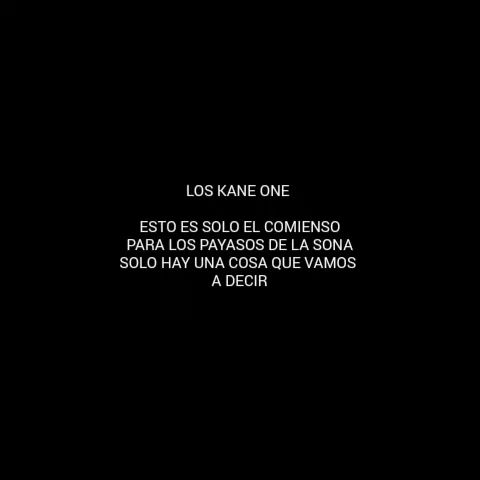 LOS KANE ONE
ESTO ES SOLO EL COMIENSO
PARA LOS PAYASOS DE LA SONA
SOLO HAY UNA COSA QUE VAMOS
A DECIR